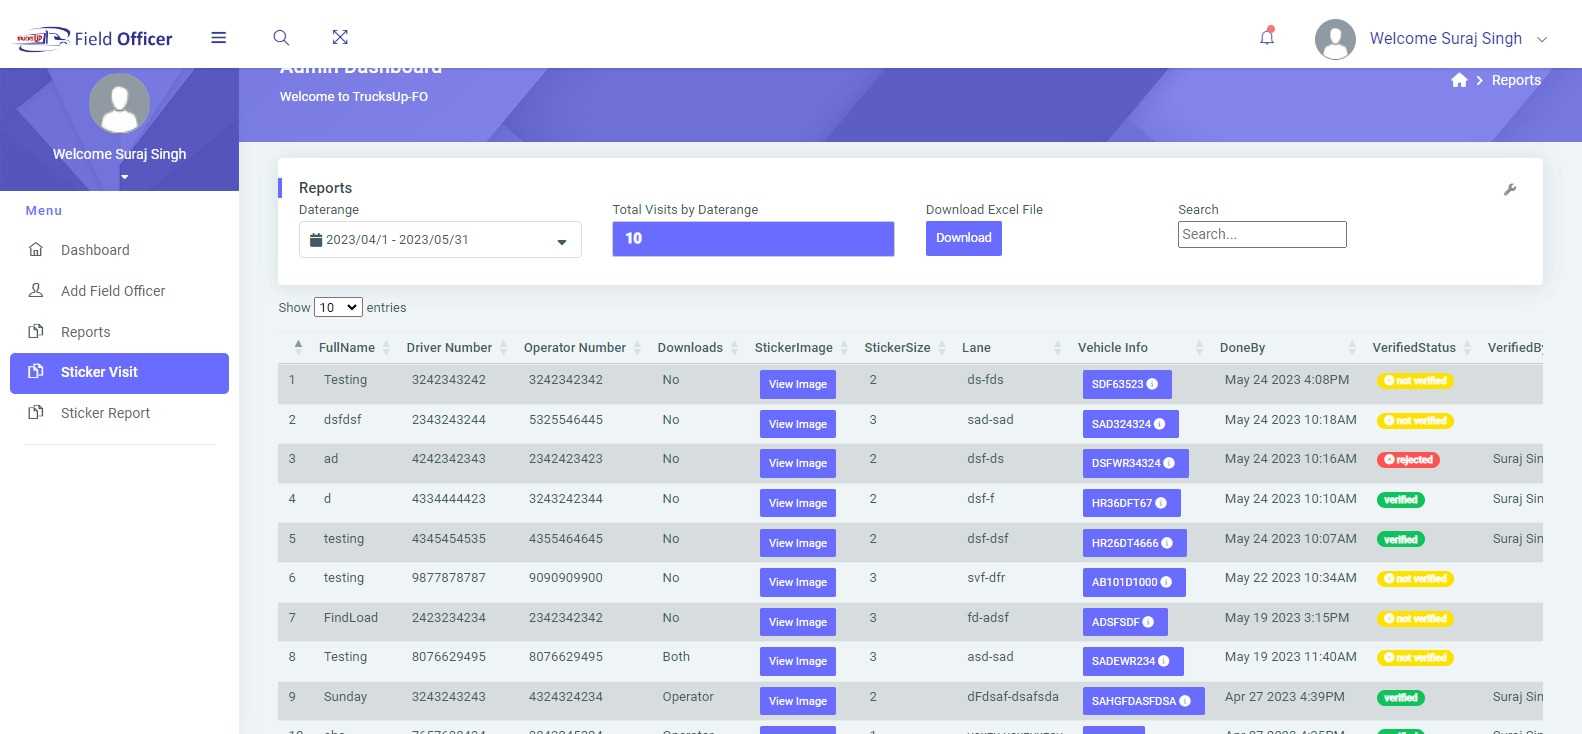 TRUCKSUP Field Officer
Welcome Suraj Singh
Admin Dashboard
Welcome to TrucksUp-FO
Reports
Welcome Suraj Singh
Menu
Dashboard
Add Field Officer
Reports
Sticker Visit
Sticker Report
Reports
Daterange
Total Visits by Daterange
Download Excel File
Search
2023/04/1 - 2023/05/31
10
Download
Search...
Show 10 entries
FullName Driver Number Operator Number Downloads StickerImage StickerSize Lane Vehicle Info DoneBy VerifiedStatus VerifiedBy
1 Testing 3242343242 3242342342 No View Image 2 ds-fds SDF63523 May 24 2023 4:08PM not verified
2 dsfdsf 2343243244 5325546445 No View Image 3 sad-sad SAD324324 May 24 2023 10:18AM not verified
3 ad 4242342343 2342423423 No View Image 2 dsf-ds DSFWR34324 May 24 2023 10:16AM rejected Suraj Sin
4 d 4334444423 3243242344 No View Image 2 dsf-f HR36DFT67 May 24 2023 10:10AM verified Suraj Sin
5 testing 4345454535 4355464645 No View Image 2 dsf-dsf HR26DT4666 May 24 2023 10:07AM verified Suraj Sin
6 testing 9877878787 9090909900 No View Image 3 svf-dfr AB101D1000 May 22 2023 10:34AM not verified
7 FindLoad 2423234234 2342342342 No View Image 3 fd-adsf ADSFSDF May 19 2023 3:15PM not verified
8 Testing 8076629495 8076629495 Both View Image 3 asd-sad SADEWR234 May 19 2023 11:40AM not verified
9 Sunday 3243243243 4324324234 Operator View Image 2 dFdsaf-dsafsda SAHGFDASFDSA Apr 27 2023 4:39PM verified Suraj Sin